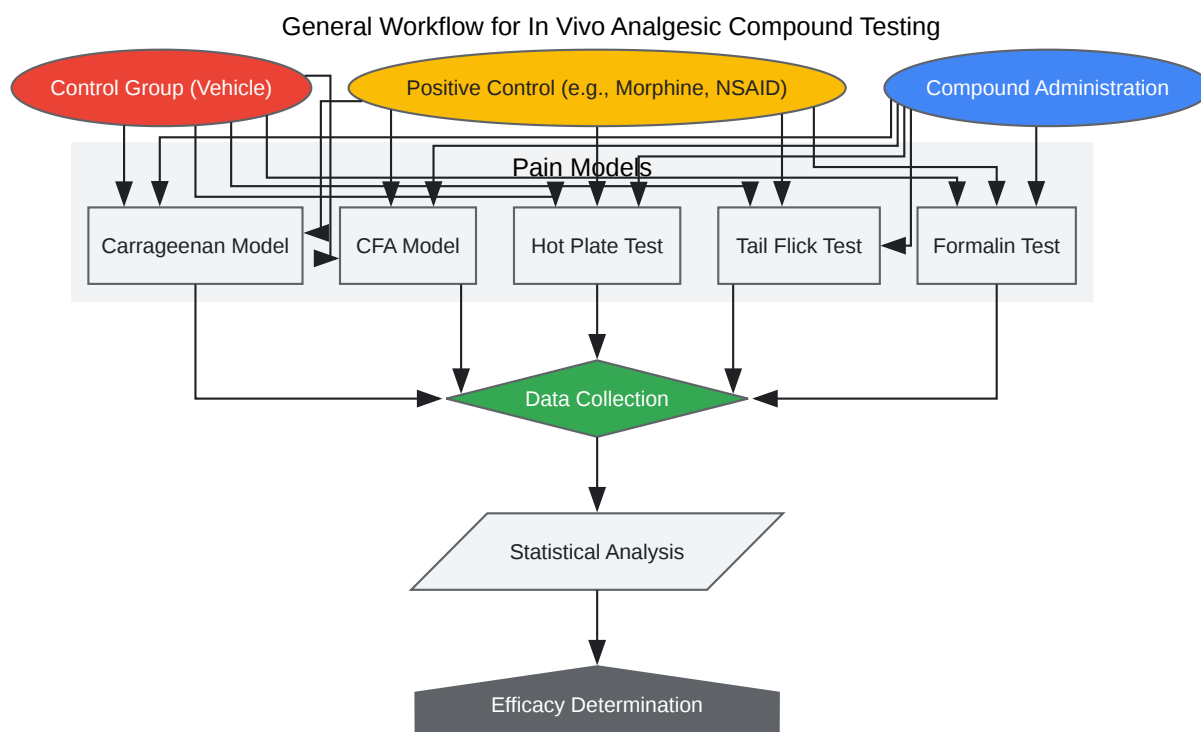 General Workflow for In Vivo Analgesic Compound Testing
Control Group (Vehicle)
Positive Control (e.g., Morphine, NSAID)
Compound Administration
Pain Models
Carrageenan Model
CFA Model
Hot Plate Test
Tail Flick Test
Formalin Test
Data Collection
Statistical Analysis
Efficacy Determination